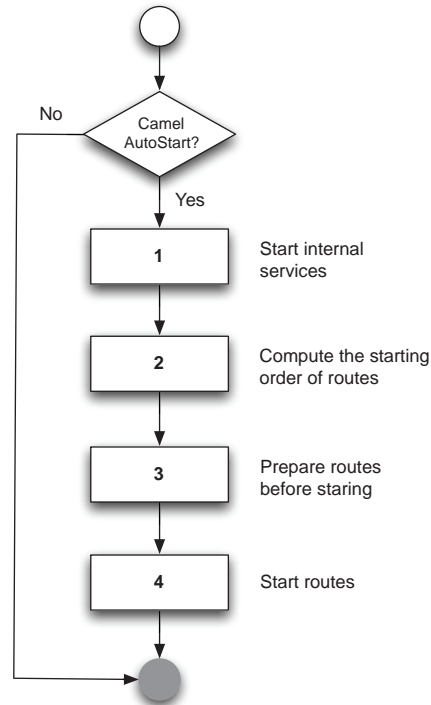 No
Camel
AutoStart?
Yes
1
Start internal
services
2
Compute the starting
order of routes
3
Prepare routes
before staring
4
Start routes